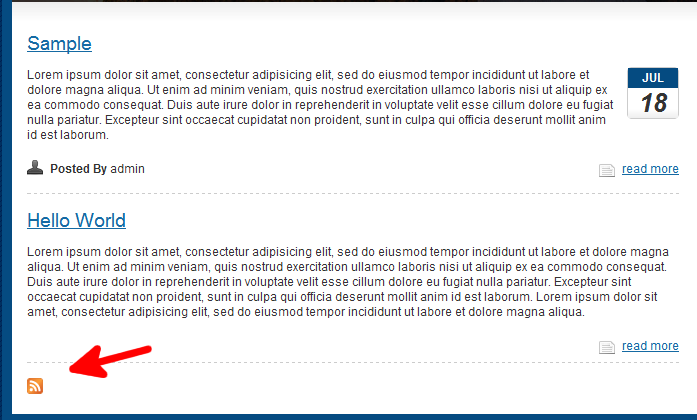 Sample
Lorem ipsum dolor sit amet, consectetur adipisicing elit, sed do eiusmod tempor incididunt ut labore et
dolore magna aliqua. Ut enim ad minim veniam, quis nostrud exercitation ullamco laboris nisi ut aliquip ex
ea commodo consequat. Duis aute irure dolor in reprehenderit in voluptate velit esse cillum dolore eu fugiat
nulla pariatur. Excepteur sint occaecat cupidatat non proident, sunt in culpa qui officia deserunt mollit anim
id est laborum.
JUL
18
Posted By admin
read more
Hello World
Lorem ipsum dolor sit amet, consectetur adipisicing elit, sed do eiusmod tempor incididunt ut labore et dolore magna
aliqua. Ut enim ad minim veniam, quis nostrud exercitation ullamco laboris nisi ut aliquip ex ea commodo consequat.
Duis aute irure dolor in reprehenderit in voluptate velit esse cillum dolore eu fugiat nulla pariatur. Excepteur sint
occaecat cupidatat non proident, sunt in culpa qui officia deserunt mollit anim id est laborum. Lorem ipsum dolor sit
amet, consectetur adipisicing elit, sed do eiusmod tempor incididunt ut labore et dolore magna aliqua.
read more